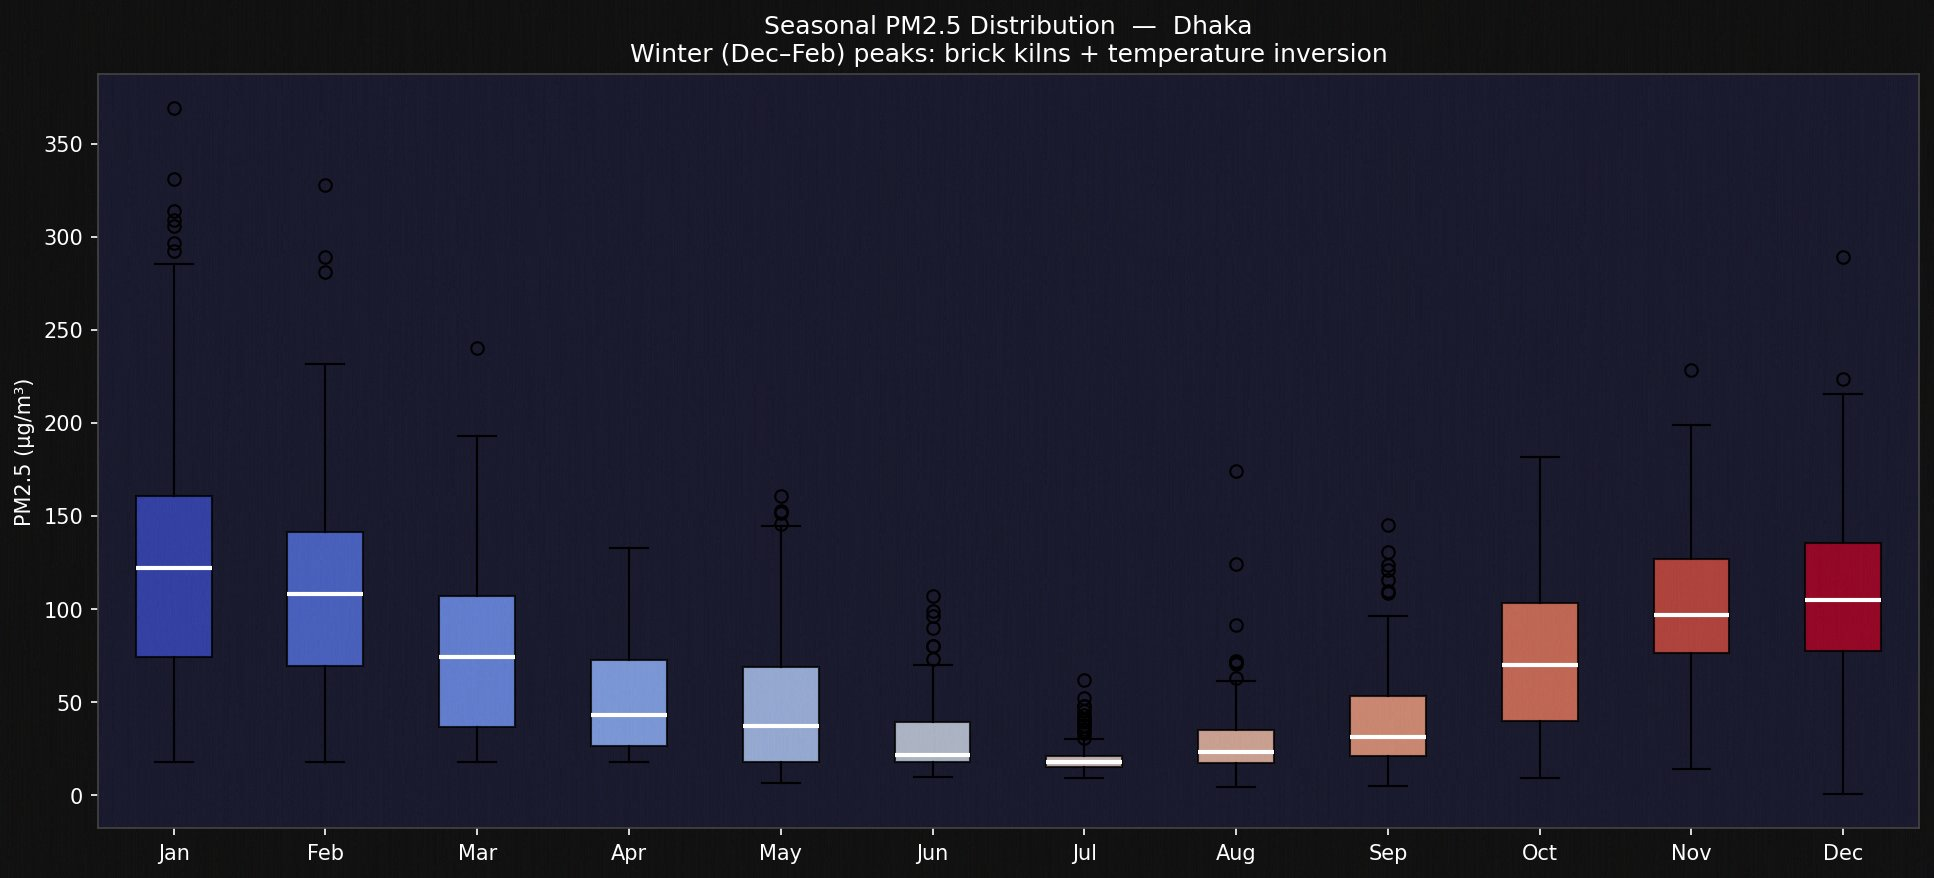 Seasonal PM2.5 Distribution — Dhaka
Winter (Dec–Feb) peaks: brick kilns + temperature inversion
PM2.5 (µg/m³)
350
300
250
200
150
100
50
0
Jan Feb Mar Apr May Jun Jul Aug Sep Oct Nov Dec